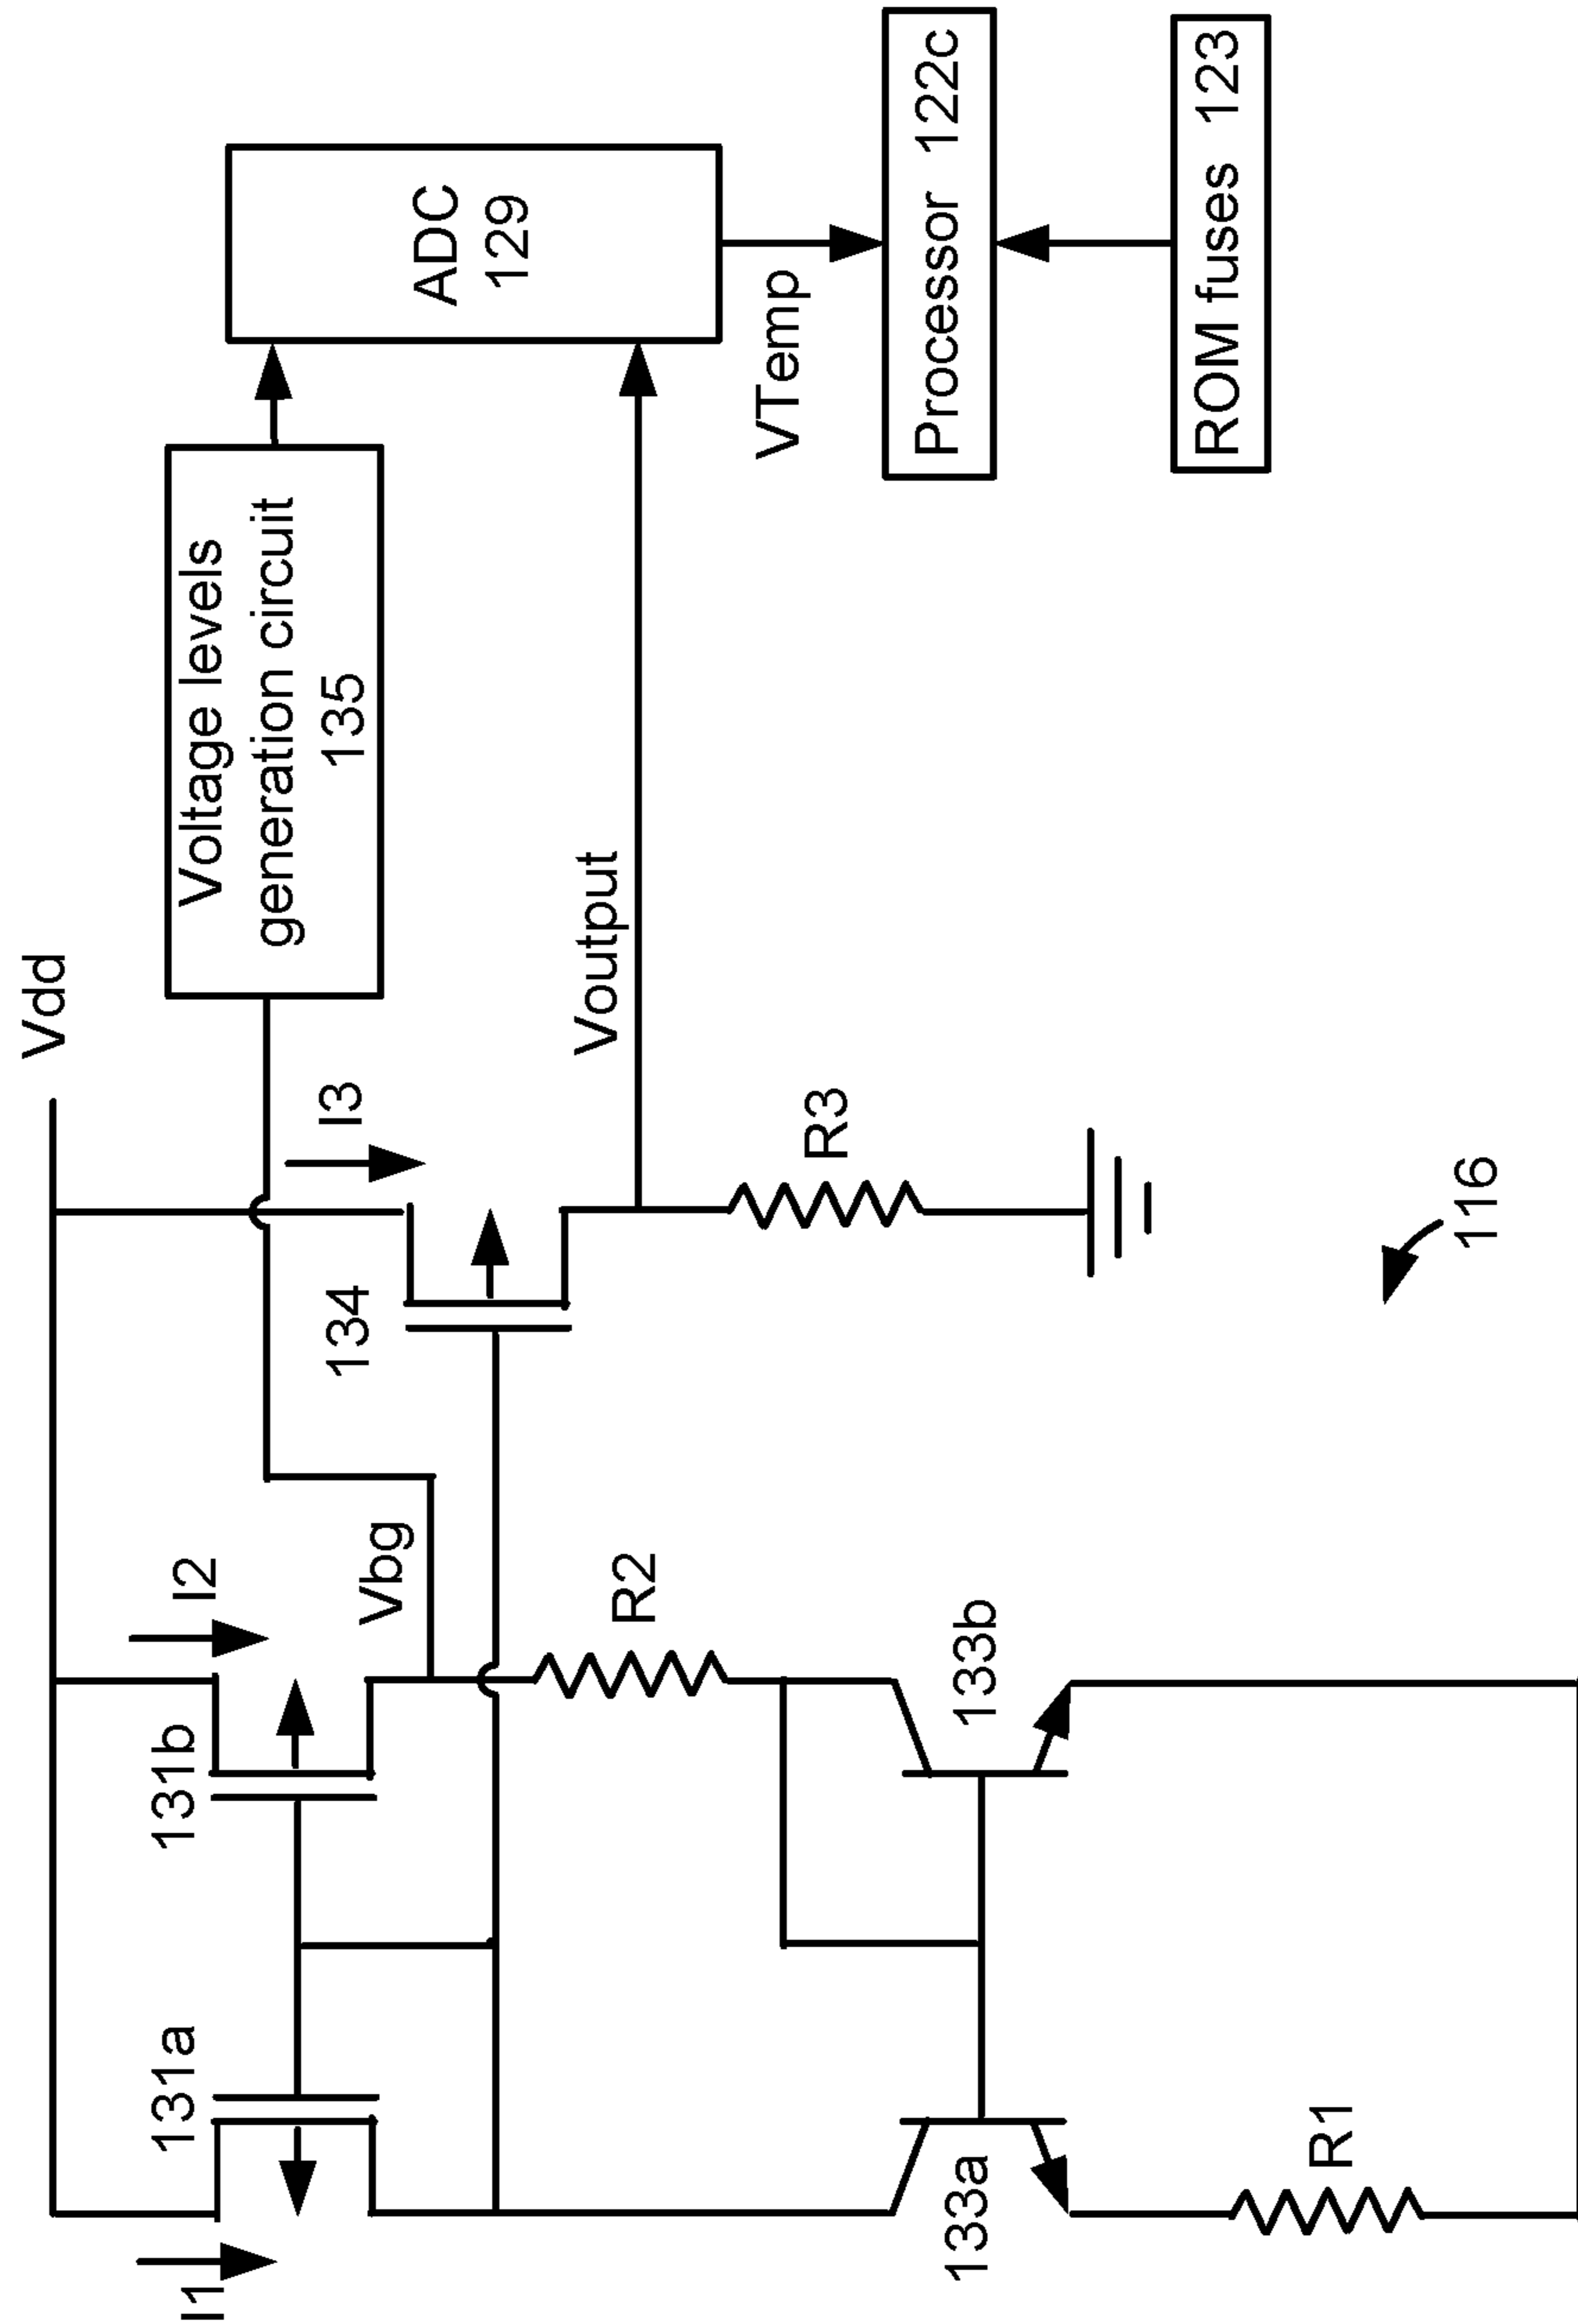 Vdd
I1
131a
131b
I2
Vbg
134
I3
Voltage levels
generation circuit
135
ADC
129
Voutput
VTemp
Processor 122c
ROM fuses 123
R2
R3
133a
133b
R1
116